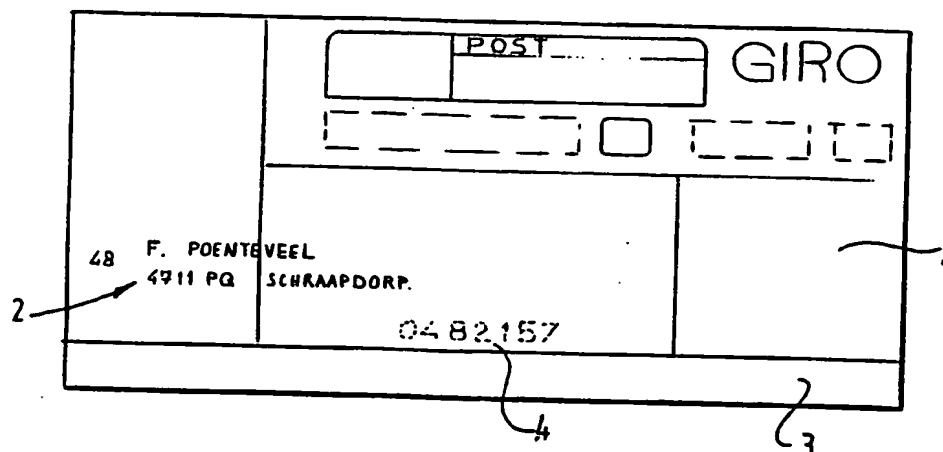 POST
GIRO
48 F. POENTEVEEL
4711 PQ SCHRAAPDORP.
2
0482157
4
3